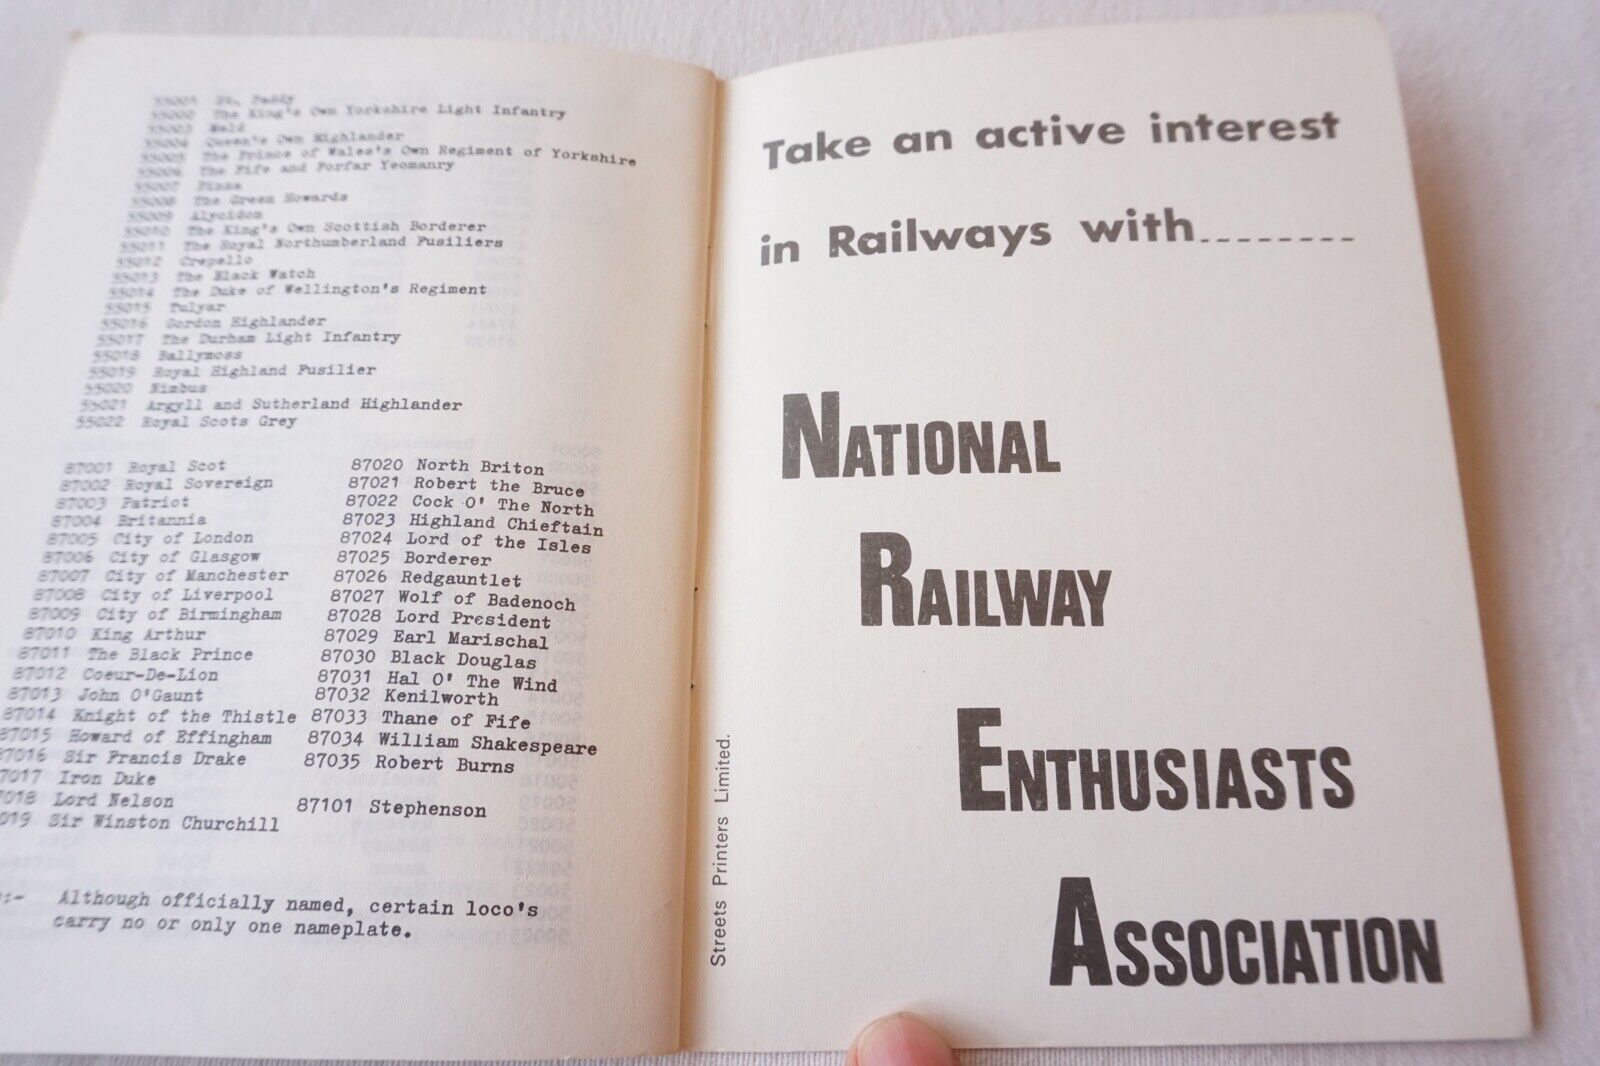 55001 St. Paddy
55002 The King's Own Yorkshire Light Infantry
55003 Meld
55004 Queen's Own Highlander
55005 The Prince of Wales's Own Regiment of Yorkshire
55006 The Fife and Forfar Yeomanry
55007 Pinza
55008 The Green Howards
55009 Alycidon
55010 The King's Own Scottish Borderer
55011 The Royal Northumberland Fusiliers
55012 Crepello
55013 The Black Watch
55014 The Duke of Wellington's Regiment
55015 Tulyar
55016 Gordon Highlander
55017 The Durham Light Infantry
55018 Ballymoss
55019 Royal Highland Fusilier
55020 Nimbus
55021 Argyll and Sutherland Highlander
55022 Royal Scots Grey
87001 Royal Scot
87002 Royal Sovereign
87003 Patriot
87004 Britannia
87005 City of London
87006 City of Glasgow
87007 City of Manchester
87008 City of Liverpool
87009 City of Birmingham
87010 King Arthur
87011 The Black Prince
87012 Coeur-De-Lion
87013 John O'Gaunt
87014 Knight of the Thistle
87015 Howard of Effingham
87016 Sir Francis Drake
7017 Iron Duke
018 Lord Nelson
019 Sir Winston Churchill
87020 North Briton
87021 Robert the Bruce
87022 Cock O' The North
87023 Highland Chieftain
87024 Lord of the Isles
87025 Borderer
87026 Redgauntlet
87027 Wolf of Badenoch
87028 Lord President
87029 Earl Marischal
87030 Black Douglas
87031 Hal O' The Wind
87032 Kenilworth
87033 Thane of Fife
87034 William Shakespeare
87035 Robert Burns
87101 Stephenson
:- Although officially named, certain loco's
carry no or only one nameplate.
Streets Printers Limited.
Take an active interest
in Railways with........
NATIONAL
RAILWAY
ENTHUSIASTS
ASSOCIATION